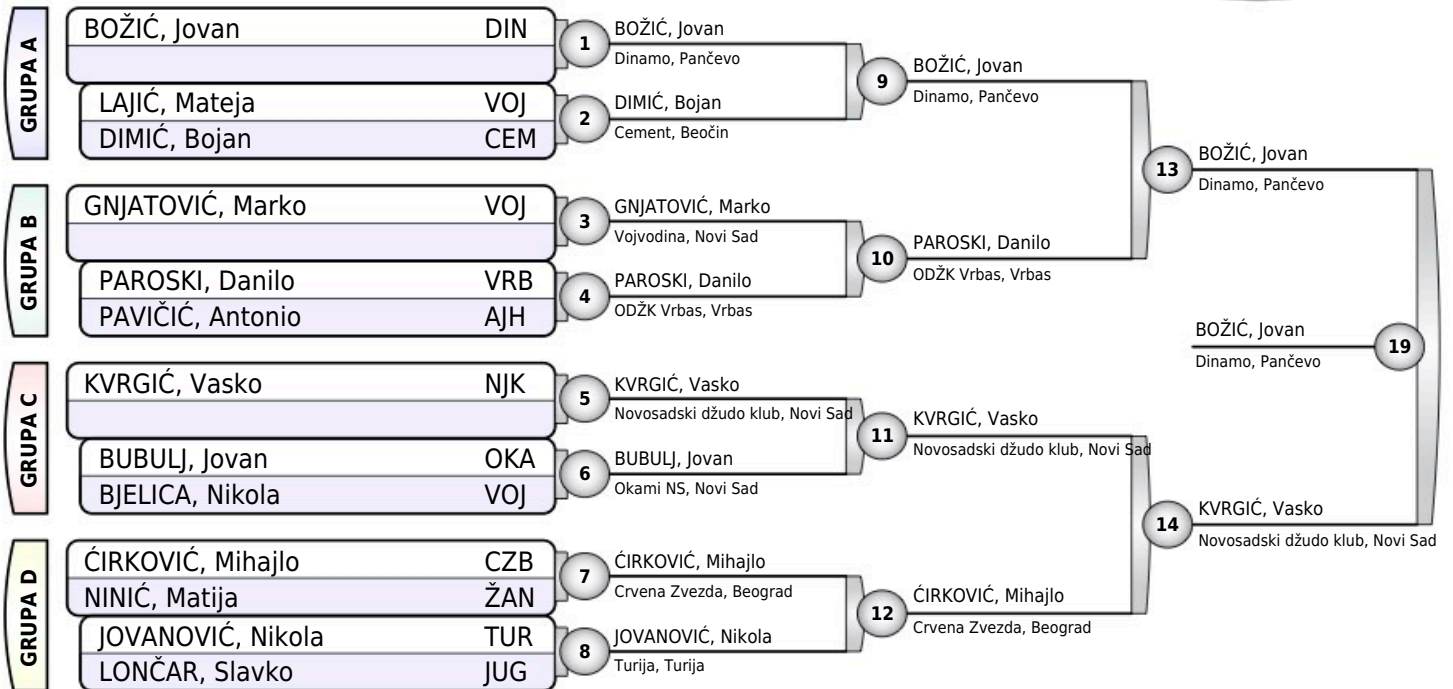 GRUPA A
BOŽIĆ, Jovan DIN
LAJIĆ, Mateja VOJ
DIMIĆ, Bojan CEM
GRUPA B
GNJATOVIĆ, Marko VOJ
PAROSKI, Danilo VRB
PAVIČIĆ, Antonio AJH
GRUPA C
KVRGIĆ, Vasko NJK
BUBULJ, Jovan OKA
BJELICA, Nikola VOJ
GRUPA D
ĆIRKOVIĆ, Mihajlo CZB
NINIĆ, Matija ŽAN
JOVANOVIĆ, Nikola TUR
LONČAR, Slavko JUG
1
BOŽIĆ, Jovan
Dinamo, Pančevo
2
DIMIĆ, Bojan
Cement, Beočin
3
GNJATOVIĆ, Marko
Vojvodina, Novi Sad
4
PAROSKI, Danilo
ODŽK Vrbas, Vrbas
5
KVRGIĆ, Vasko
Novosadski džudo klub, Novi Sad
6
BUBULJ, Jovan
Okami NS, Novi Sad
7
ĆIRKOVIĆ, Mihajlo
Crvena Zvezda, Beograd
8
JOVANOVIĆ, Nikola
Turija, Turija
9
BOŽIĆ, Jovan
Dinamo, Pančevo
10
PAROSKI, Danilo
ODŽK Vrbas, Vrbas
11
KVRGIĆ, Vasko
Novosadski džudo klub, Novi Sad
12
ĆIRKOVIĆ, Mihajlo
Crvena Zvezda, Beograd
13
BOŽIĆ, Jovan
Dinamo, Pančevo
14
KVRGIĆ, Vasko
Novosadski džudo klub, Novi Sad
BOŽIĆ, Jovan
Dinamo, Pančevo
19